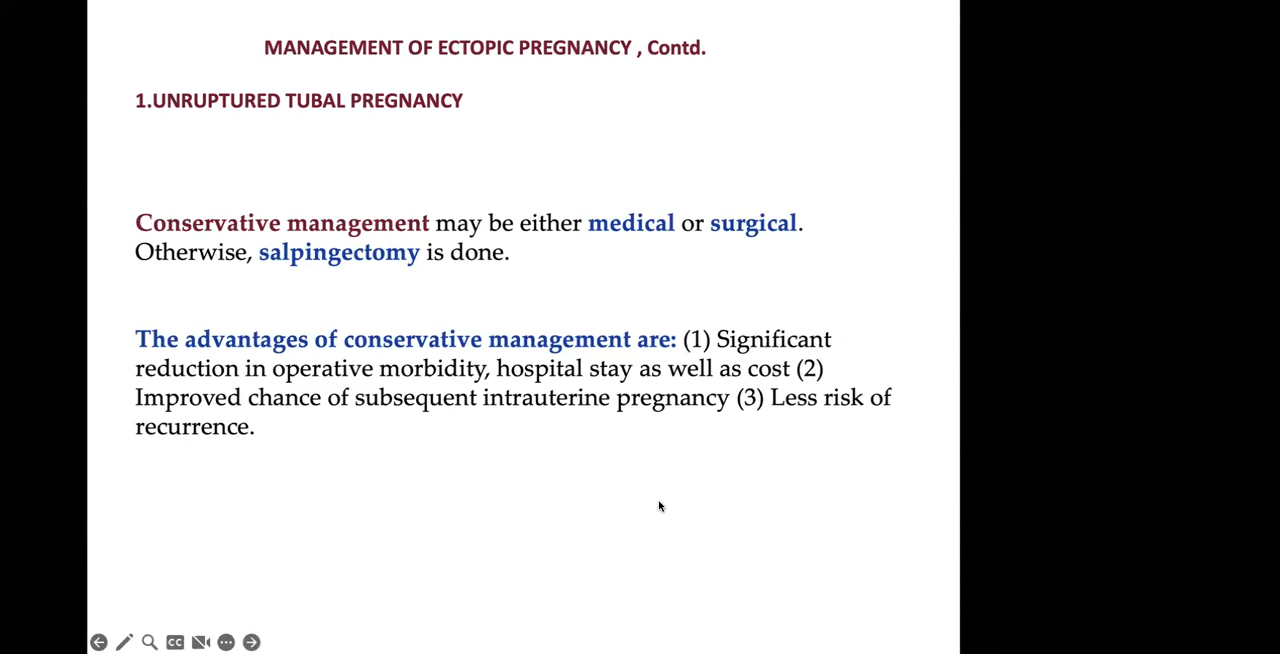 MANAGEMENT OF ECTOPIC PREGNANCY , Contd.
1.UNRUPTURED TUBAL PREGNANCY
Conservative management may be either medical or surgical.
Otherwise, salpingectomy is done.
The advantages of conservative management are: (1) Significant
reduction in operative morbidity, hospital stay as well as cost (2)
Improved chance of subsequent intrauterine pregnancy (3) Less risk of
recurrence.
CC